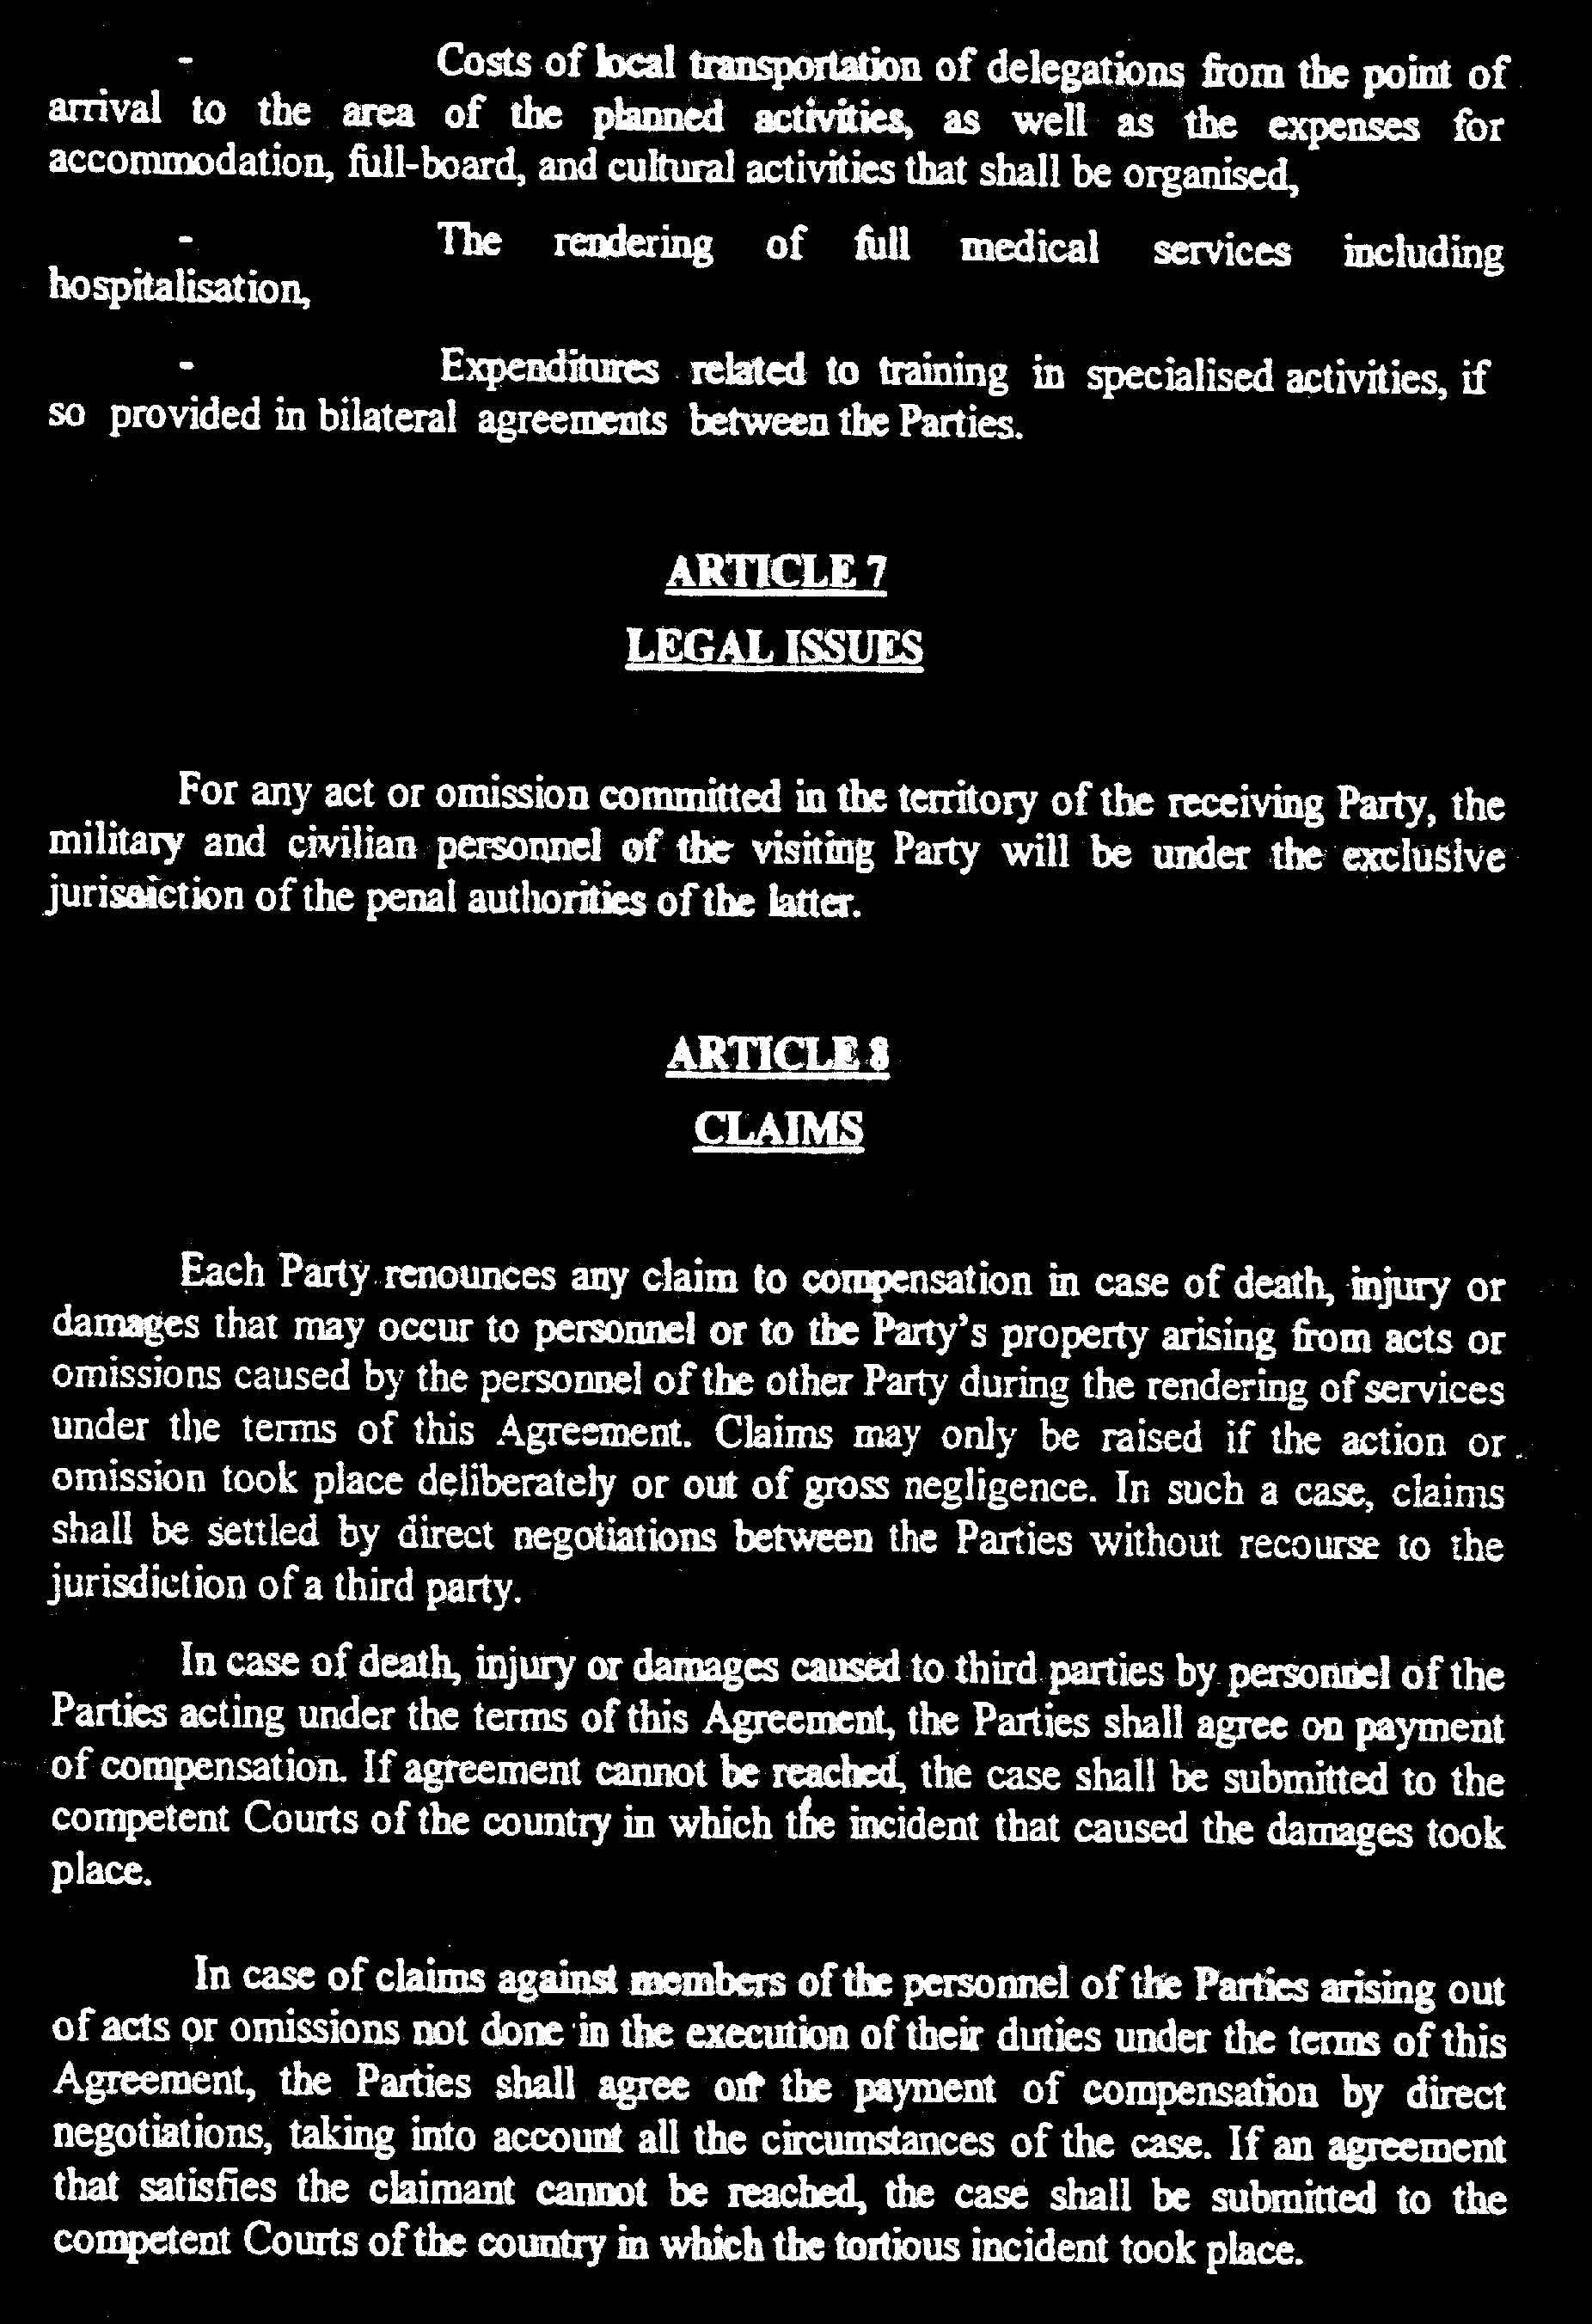 - Costs of local transportation of delegations from the point of
arrival to the area of the planned activities, as well as the expenses for
accommodation, full-board, and cultural activities that shall be organised,
- The rendering of full medical services including
hospitalisation,
- Expenditures related to training in specialised activities, if
so provided in bilateral agreements between the Parties.
ARTICLE 7
LEGAL ISSUES
For any act or omission committed in the territory of the receiving Party, the
military and civilian personnel of the visiting Party will be under the exclusive
jurisdiction of the penal authorities of the latter.
ARTICLE 8
CLAIMS
Each Party renounces any claim to compensation in case of death, injury or
damages that may occur to personnel or to the Party's property arising from acts or
omissions caused by the personnel of the other Party during the rendering of services
under the terms of this Agreement. Claims may only be raised if the action or
omission took place deliberately or out of gross negligence. In such a case, claims
shall be settled by direct negotiations between the Parties without recourse to the
jurisdiction of a third party.
In case of death, injury or damages caused to third parties by personnel of the
Parties acting under the terms of this Agreement, the Parties shall agree on payment
of compensation. If agreement cannot be reached, the case shall be submitted to the
competent Courts of the country in which the incident that caused the damages took
place.
In case of claims against members of the personnel of the Parties arising out
of acts or omissions not done in the execution of their duties under the terms of this
Agreement, the Parties shall agree on the payment of compensation by direct
negotiations, taking into account all the circumstances of the case. If an agreement
that satisfies the claimant cannot be reached, the case shall be submitted to the
competent Courts of the country in which the tortious incident took place.